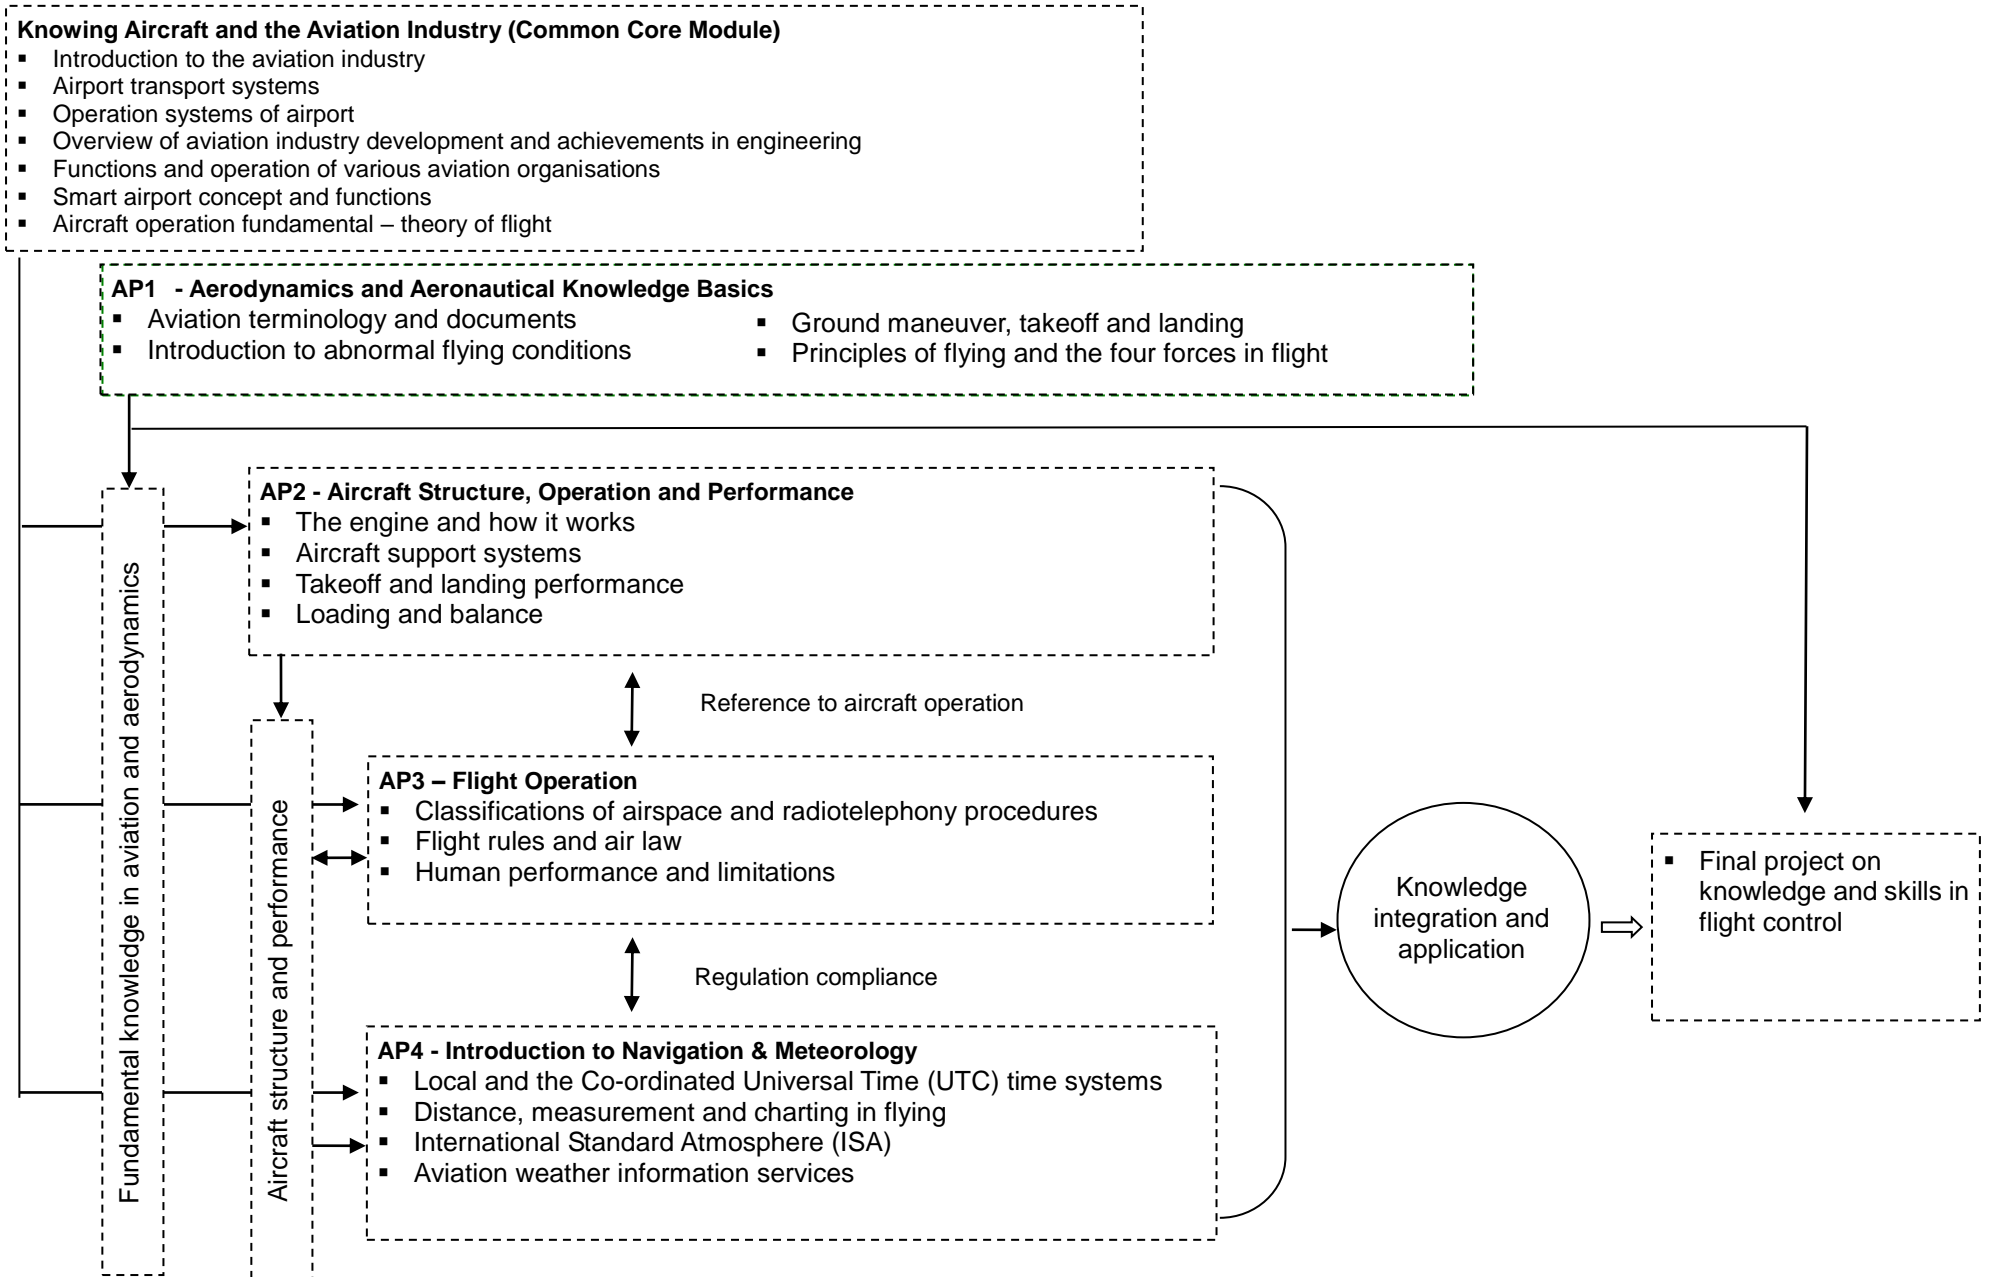 Knowing Aircraft and the Aviation Industry (Common Core Module)
▪ Introduction to the aviation industry
▪ Airport transport systems
▪ Operation systems of airport
▪ Overview of aviation industry development and achievements in engineering
▪ Functions and operation of various aviation organisations
▪ Smart airport concept and functions
▪ Aircraft operation fundamental – theory of flight
AP1 - Aerodynamics and Aeronautical Knowledge Basics
▪ Aviation terminology and documents
▪ Introduction to abnormal flying conditions
▪ Ground maneuver, takeoff and landing
▪ Principles of flying and the four forces in flight
Fundamental knowledge in aviation and aerodynamics
AP2 - Aircraft Structure, Operation and Performance
▪ The engine and how it works
▪ Aircraft support systems
▪ Takeoff and landing performance
▪ Loading and balance
Aircraft structure and performance
Reference to aircraft operation
AP3 – Flight Operation
▪ Classifications of airspace and radiotelephony procedures
▪ Flight rules and air law
▪ Human performance and limitations
Regulation compliance
AP4 - Introduction to Navigation & Meteorology
▪ Local and the Co-ordinated Universal Time (UTC) time systems
▪ Distance, measurement and charting in flying
▪ International Standard Atmosphere (ISA)
▪ Aviation weather information services
Knowledge
integration and
application
▪ Final project on
knowledge and skills in
flight control